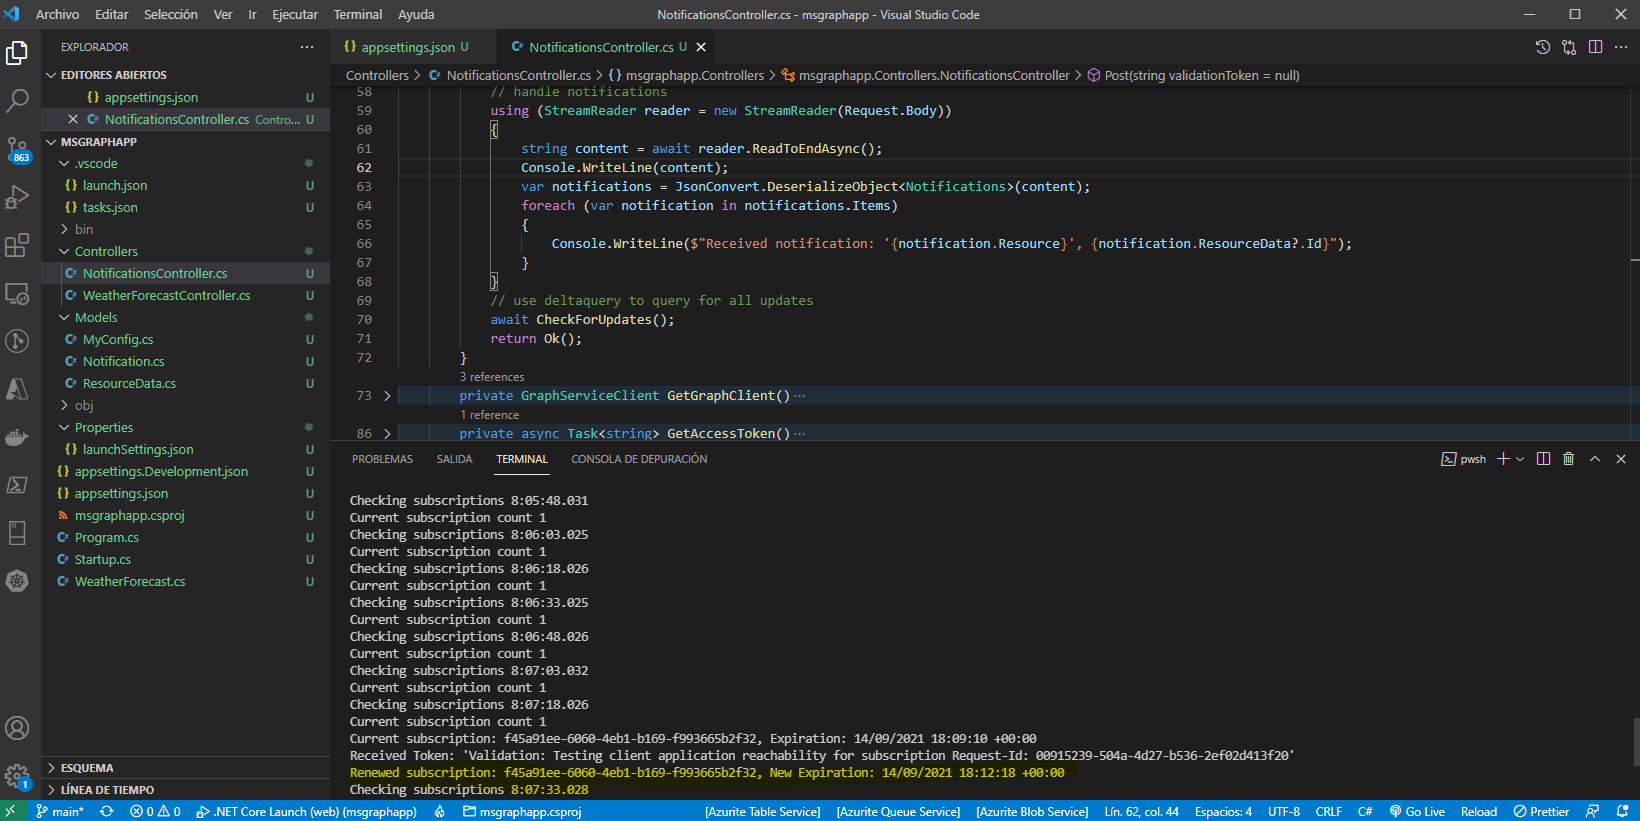 Archivo Editar Selección Ver Ir Ejecutar Terminal Ayuda NotificationsController.cs - msgraphapp - Visual Studio Code
EXPLORADOR
EDITORES ABIERTOS
{} appsettings.json U
C# NotificationsController.cs Contro... U
MSGRAPHAPP
.vscode
{} launch.json U
{} tasks.json U
bin
Controllers
C# NotificationsController.cs U
C# WeatherForecastController.cs U
Models
C# MyConfig.cs U
C# Notification.cs U
C# ResourceData.cs U
obj
Properties
{} launchSettings.json U
{} appsettings.Development.json U
{} appsettings.json U
msgraphapp.csproj U
C# Program.cs U
C# Startup.cs U
C# WeatherForecast.cs U
ESQUEMA
LÍNEA DE TIEMPO
863
1
{} appsettings.json U C# NotificationsController.cs U
Controllers > C# NotificationsController.cs > {} msgraphapp.Controllers > msgraphapp.Controllers.NotificationsController > Post(string validationToken = null)
58 // handle notifications
59 using (StreamReader reader = new StreamReader(Request.Body))
60 {
61 string content = await reader.ReadToEndAsync();
62 Console.WriteLine(content);
63 var notifications = JsonConvert.DeserializeObject<Notifications>(content);
64 foreach (var notification in notifications.Items)
65 {
66 Console.WriteLine($"Received notification: '{notification.Resource}', {notification.ResourceData?.Id}");
67 }
68 }
69 // use deltaquery to query for all updates
70 await CheckForUpdates();
71 return Ok();
72 }
3 references
73 private GraphServiceClient GetGraphClient()···
1 reference
86 private async Task<string> GetAccessToken()···
PROBLEMAS SALIDA TERMINAL CONSOLA DE DEPURACIÓN pwsh
Checking subscriptions 8:05:48.031
Current subscription count 1
Checking subscriptions 8:06:03.025
Current subscription count 1
Checking subscriptions 8:06:18.026
Current subscription count 1
Checking subscriptions 8:06:33.025
Current subscription count 1
Checking subscriptions 8:06:48.026
Current subscription count 1
Checking subscriptions 8:07:03.032
Current subscription count 1
Checking subscriptions 8:07:18.026
Current subscription count 1
Current subscription: f45a91ee-6060-4eb1-b169-f993665b2f32, Expiration: 14/09/2021 18:09:10 +00:00
Received Token: 'Validation: Testing client application reachability for subscription Request-Id: 00915239-504a-4d27-b536-2ef02d413f20'
Renewed subscription: f45a91ee-6060-4eb1-b169-f993665b2f32, New Expiration: 14/09/2021 18:12:18 +00:00
Checking subscriptions 8:07:33.028
main* 0 0 .NET Core Launch (web) (msgraphapp) msgraphapp.csproj [Azurite Table Service] [Azurite Queue Service] [Azurite Blob Service] Lín. 62, col. 44 Espacios: 4 UTF-8 CRLF C# Go Live Reload Prettier